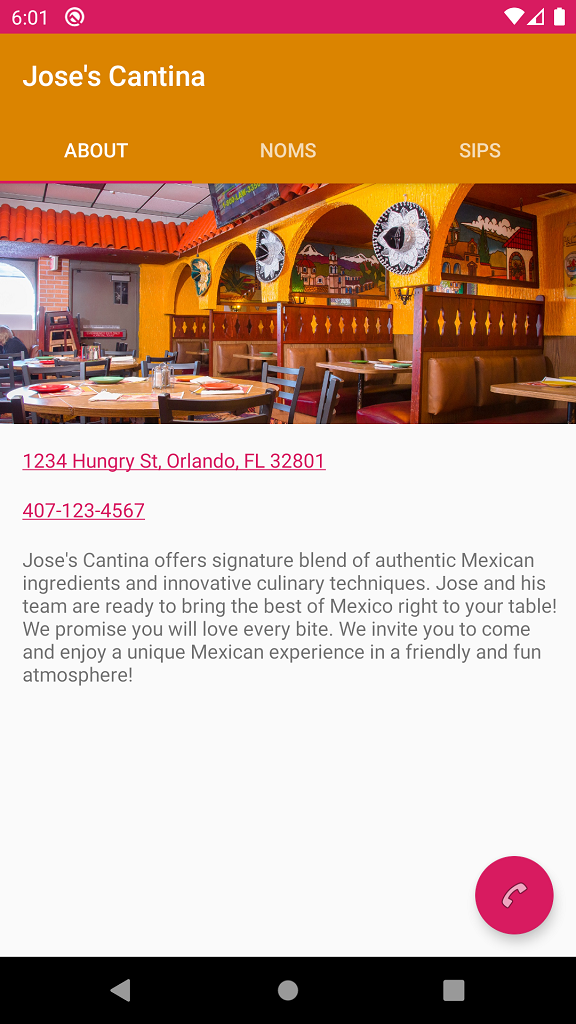 6:01
Jose's Cantina
ABOUT
NOMS
SIPS
1234 Hungry St, Orlando, FL 32801
407-123-4567
Jose's Cantina offers signature blend of authentic Mexican
ingredients and innovative culinary techniques. Jose and his
team are ready to bring the best of Mexico right to your table!
We promise you will love every bite. We invite you to come
and enjoy a unique Mexican experience in a friendly and fun
atmosphere!